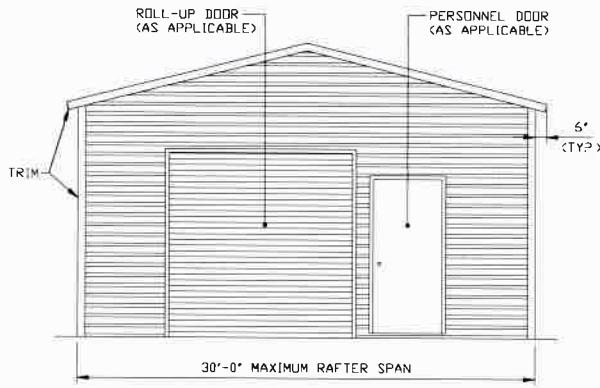 ROLL-UP DOOR
(AS APPLICABLE)
PERSONNEL DOOR
(AS APPLICABLE)
6"
(TYP)
TRIM
30'-0" MAXIMUM RAFTER SPAN